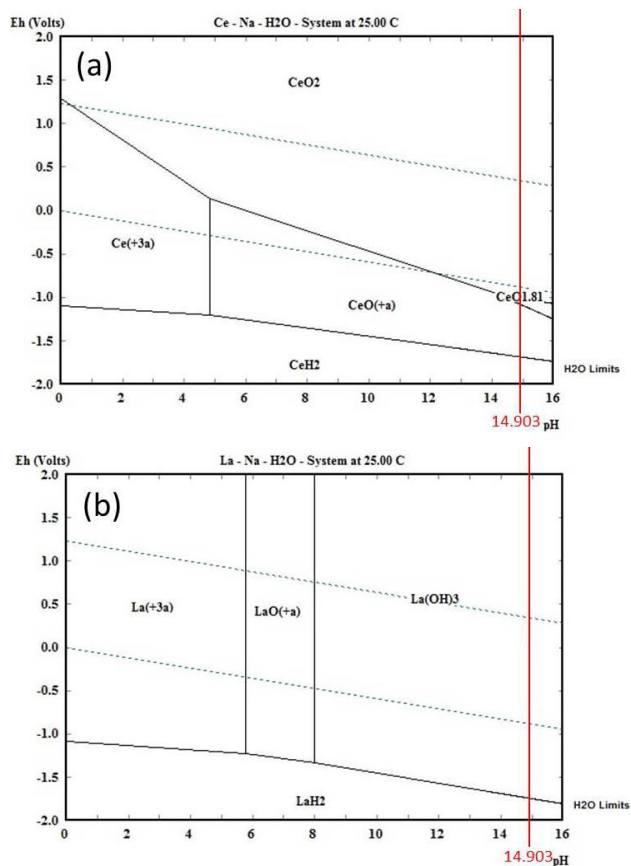 Eh (Volts) Ce - Na - H2O - System at 25.00 C
2.0
(a)
CeO2
1.5
1.0
0.5
0.0
Ce(+3a)
-0.5
CeO1.81
-1.0
CeO(+a)
-1.5
CeH2
-2.0
H2O Limits
0 2 4 6 8 10 12 14 16
14.903 pH
Eh (Volts) La - Na - H2O - System at 25.00 C
2.0
(b)
1.5
1.0
La(+3a) LaO(+a) La(OH)3
0.5
0.0
-0.5
-1.0
-1.5
LaH2
H2O Limits
-2.0
0 2 4 6 8 10 12 14 16
14.903 pH